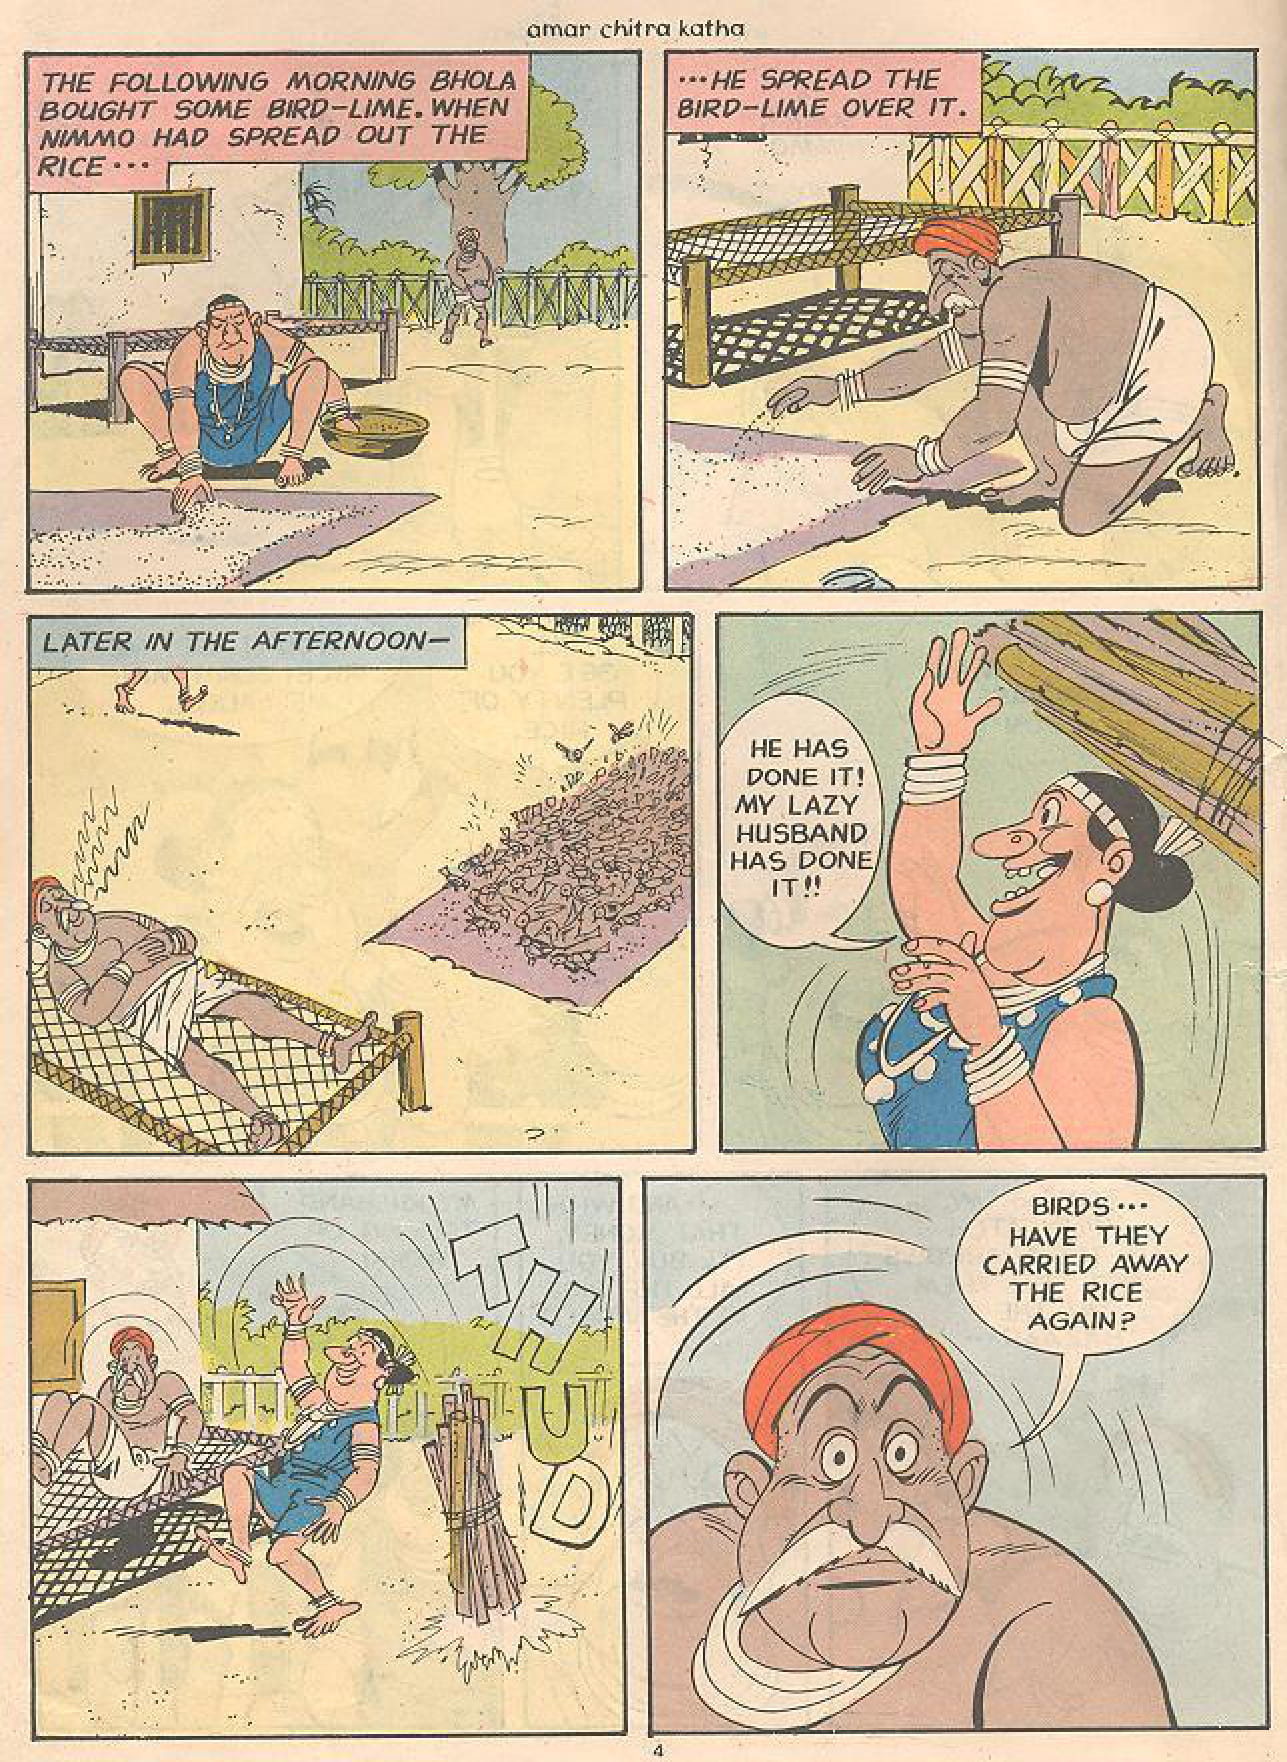 amar chitra katha
THE FOLLOWING MORNING BHOLA
BOUGHT SOME BIRD-LIME. WHEN
NIMMO HAD SPREAD OUT THE
RICE ...
...HE SPREAD THE
BIRD-LIME OVER IT.
LATER IN THE AFTERNOON—
HE HAS
DONE IT!
MY LAZY
HUSBAND
HAS DONE
IT!!
THUD
BIRDS...
HAVE THEY
CARRIED AWAY
THE RICE
AGAIN?
4